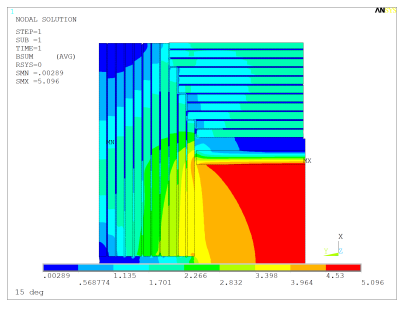 1
NODAL SOLUTION
STEP=1
SUB =1
TIME=1
BSUM (AVG)
RSYS=0
SMN =.00289
SMX =5.096
MX
X
.00289 1.135 2.266 3.398 4.53
.568774 1.701 2.832 3.964 5.096
15 deg